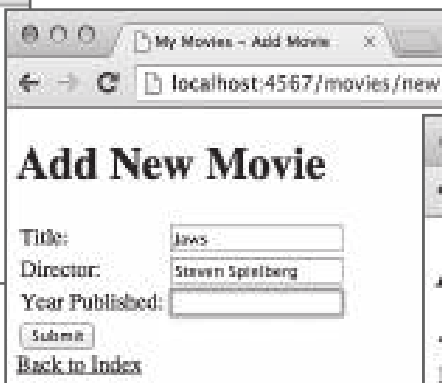 My Movies - Add Movie
localhost:4567/movies/new
Add New Movie
Title: Jaws
Director: Steven Spielberg
Year Published:
Submit
Back to Index